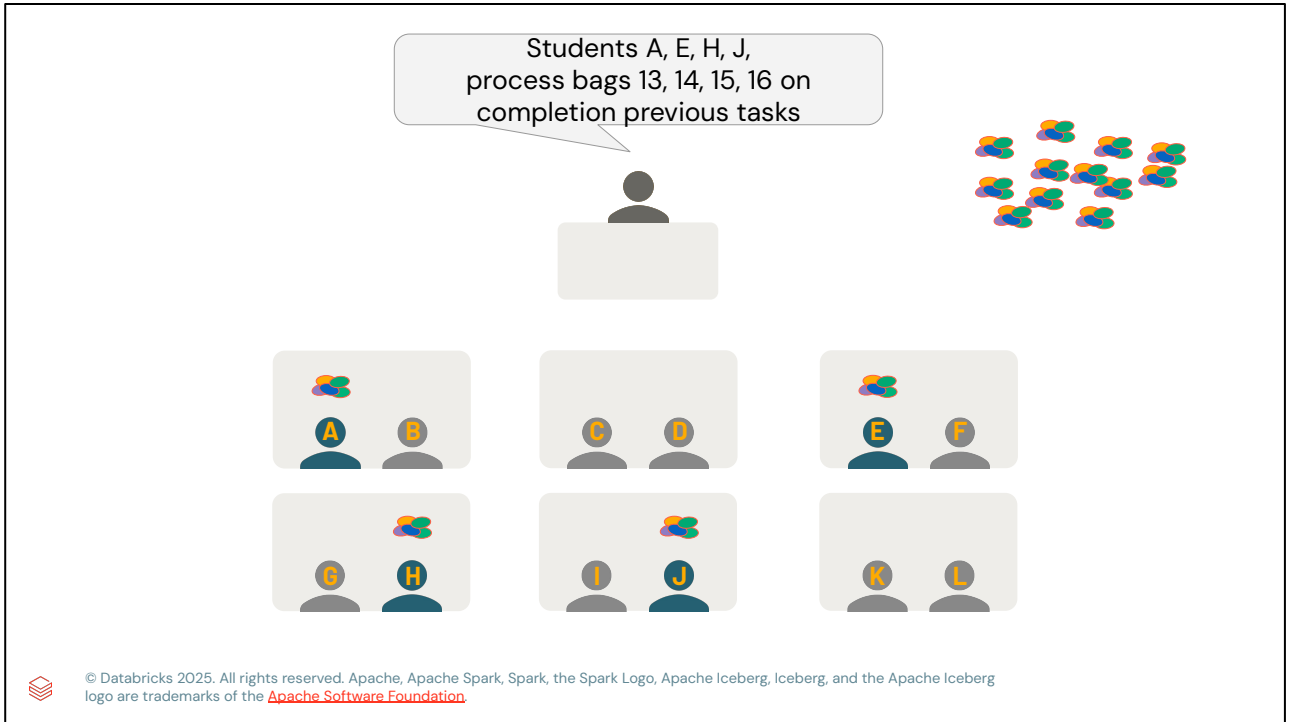 Students A, E, H, J,
process bags 13, 14, 15, 16 on
completion previous tasks
A B C D E F
G H I J K L
© Databricks 2025. All rights reserved. Apache, Apache Spark, Spark, the Spark Logo, Apache Iceberg, Iceberg, and the Apache Iceberg
logo are trademarks of the Apache Software Foundation.